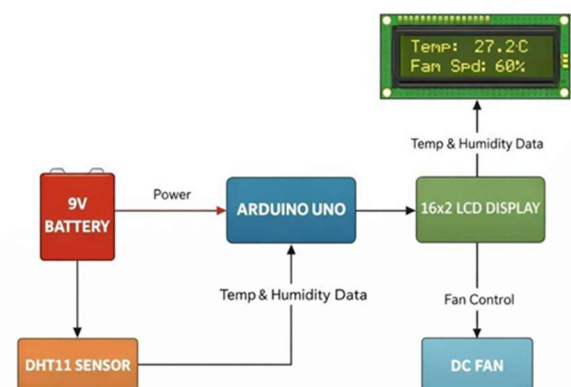 Temp: 27.2C
Fam Spd: 60%
Temp & Humidity Data
9V
BATTERY
Power
ARDUINO UNO
16x2 LCD DISPLAY
Temp & Humidity Data
Fan Control
DHT11 SENSOR
DC FAN